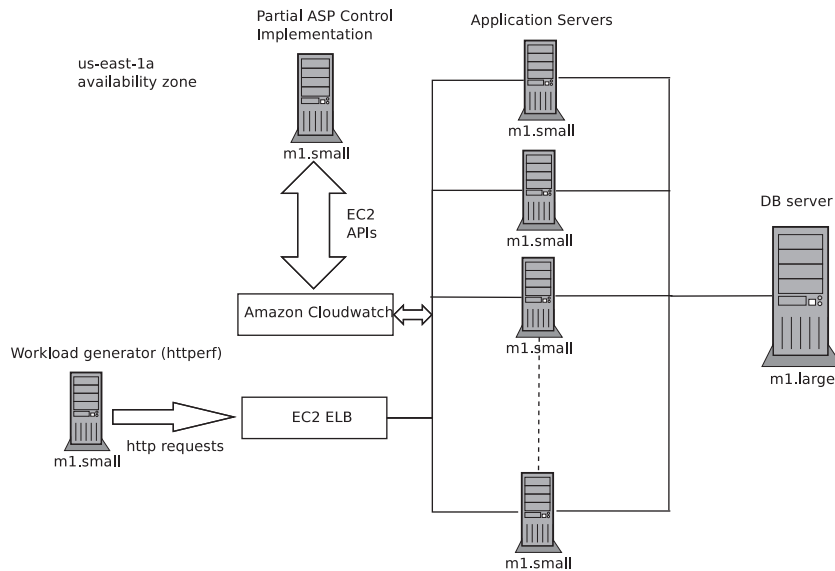 Partial ASP Control
Implementation
Application Servers
us-east-1a
availability zone
m1.small
m1.small
EC2
APIs
m1.small
DB server
Amazon Cloudwatch
m1.small
Workload generator (httperf)
m1.large
EC2 ELB
http requests
m1.small
m1.small